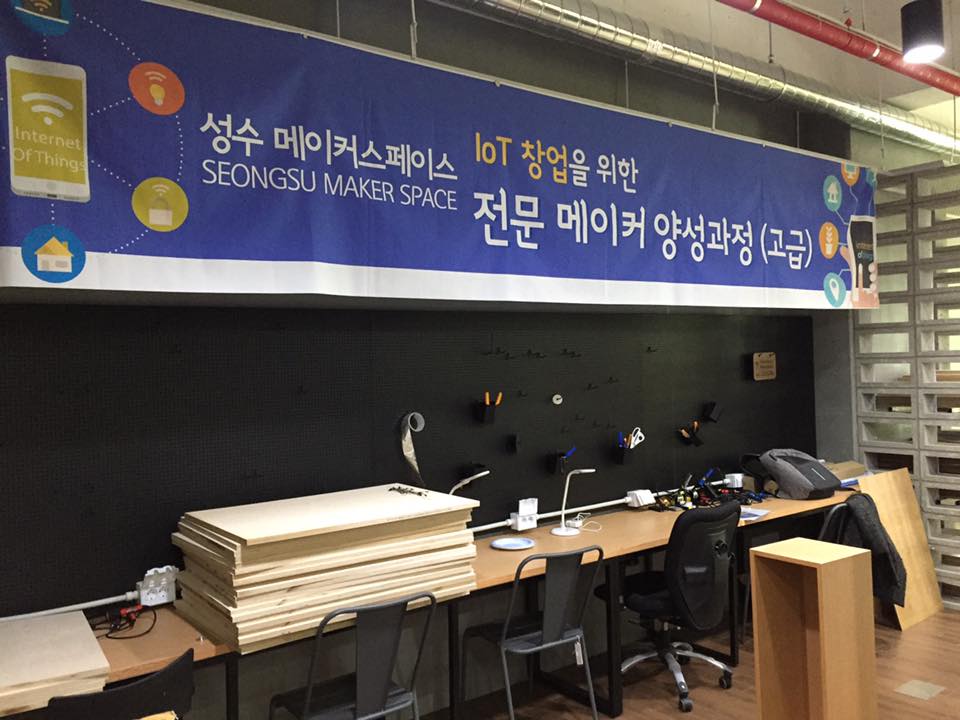 Internet
Of Things
성수 메이커스페이스
SEONGSU MAKER SPACE
IoT 창업을 위한
전문 메이커 양성과정 (고급)